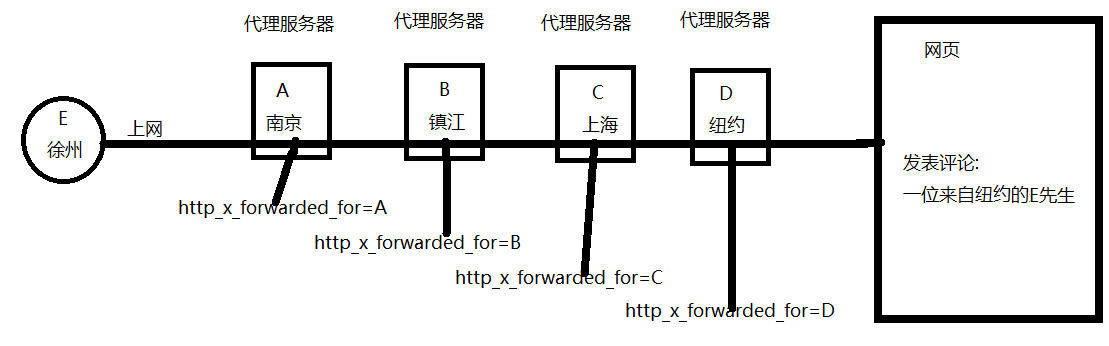 代理服务器
代理服务器
代理服务器
代理服务器
E
徐州
上网
A
南京
B
镇江
C
上海
D
纽约
网页
发表评论:
一位来自纽约的E先生
http_x_forwarded_for=A
http_x_forwarded_for=B
http_x_forwarded_for=C
http_x_forwarded_for=D